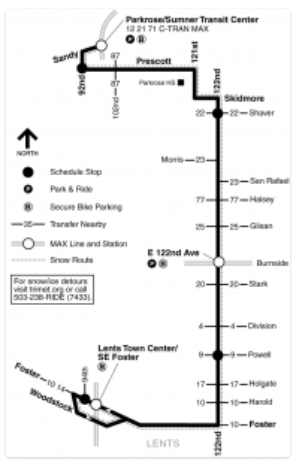 Parkrose/Sumner Transit Center
12 21 71 C-TRAN MAX
P B
Sandy
87
Prescott
121st
122nd
92nd
102nd
87
Parkrose HS
Skidmore
22
22
Shaver
NORTH
Morris
23
23
San Rafael
Schedule Stop
P
Park & Ride
77
77
Halsey
B
Secure Bike Parking
35
Transfer Nearby
25
25
Glisan
MAX Line and Station
Snow Route
E 122nd Ave
P B
Burnside
For snow/ice detours
visit trimet.org or call
503-238-RIDE (7433).
20
20
Stark
4
4
Division
Lents Town Center/
SE Foster
B
9
9
Powell
Foster
10 14
94th
17
17
Holgate
Woodstock
10
10
Harold
10
Foster
LENTS
122nd